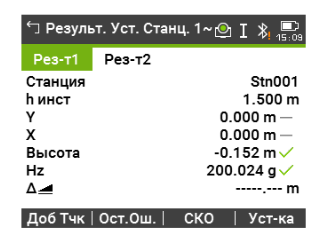 Результ. Уст. Станц. 1~ I 15:09
Рез-т1 Рез-т2
Станция Stn001
h инст 1.500 m
Y 0.000 m —
X 0.000 m —
Высота -0.152 m ✓
Hz 200.024 g ✓
Δ◢ -----.--- m
Доб Тчк | Ост.Ош. | СКО | Уст-ка